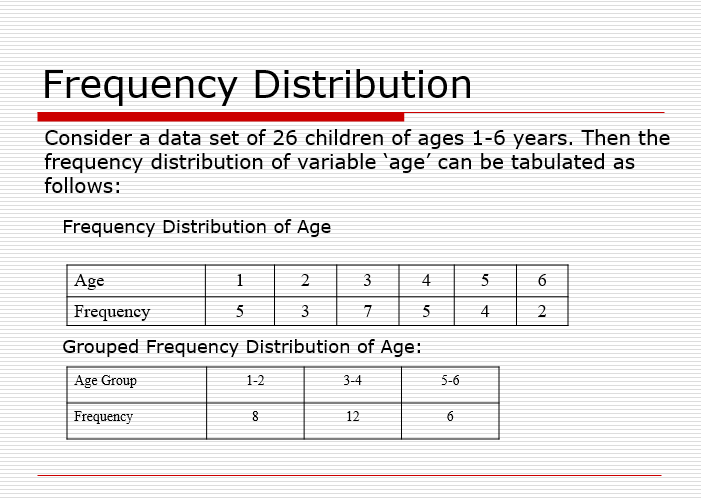 Frequency Distribution
Consider a data set of 26 children of ages 1-6 years. Then the
frequency distribution of variable ‘age’ can be tabulated as
follows:
Frequency Distribution of Age
Age 1 2 3 4 5 6
Frequency 5 3 7 5 4 2
Grouped Frequency Distribution of Age:
Age Group 1-2 3-4 5-6
Frequency 8 12 6